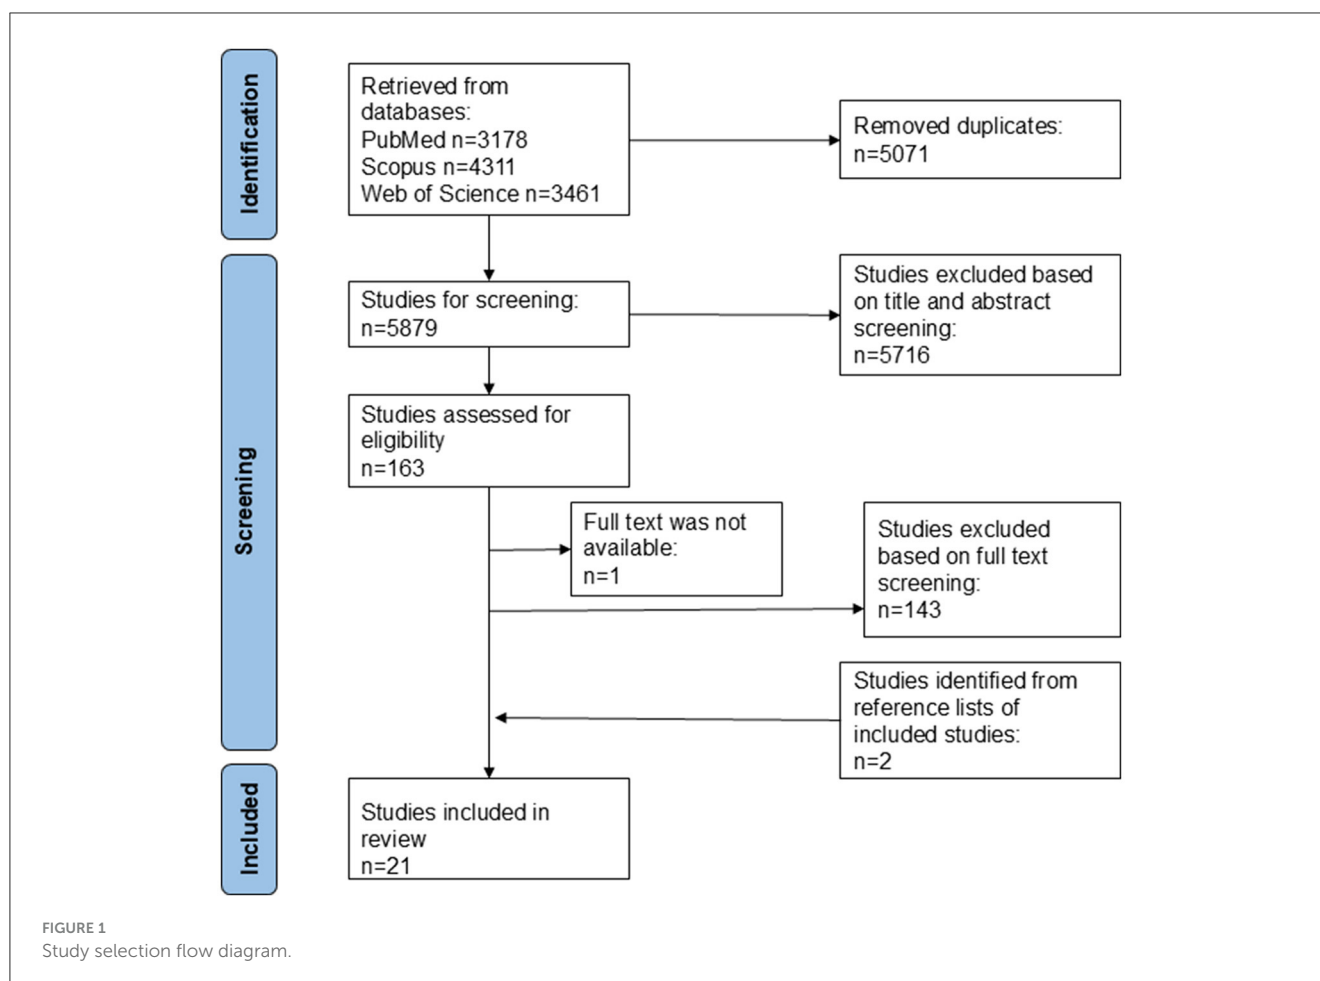 Identification
Retrieved from
databases:
PubMed n=3178
Scopus n=4311
Web of Science n=3461
Removed duplicates:
n=5071
Screening
Studies for screening:
n=5879
Studies excluded based
on title and abstract
screening:
n=5716
Studies assessed for
eligibility
n=163
Full text was not
available:
n=1
Studies excluded
based on full text
screening:
n=143
Studies identified from
reference lists of
included studies:
n=2
Included
Studies included in
review
n=21
FIGURE 1
Study selection flow diagram.